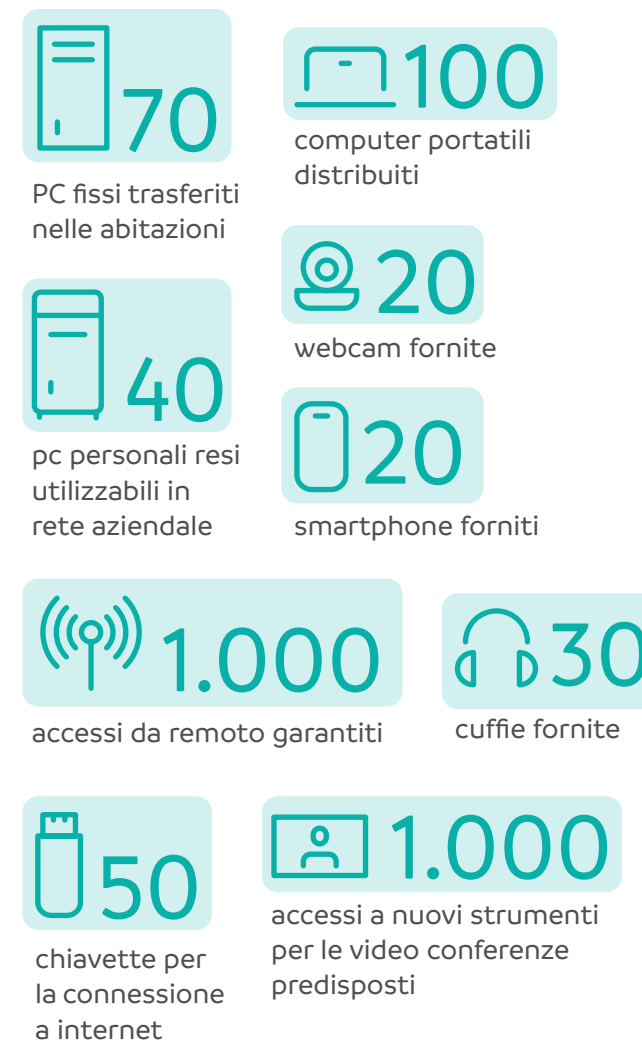 70
PC fissi trasferiti
nelle abitazioni
100
computer portatili
distribuiti
20
webcam fornite
40
pc personali resi
utilizzabili in
rete aziendale
20
smartphone forniti
1.000
accessi da remoto garantiti
30
cuffie fornite
50
chiavette per
la connessione
a internet
1.000
accessi a nuovi strumenti
per le video conferenze
predisposti